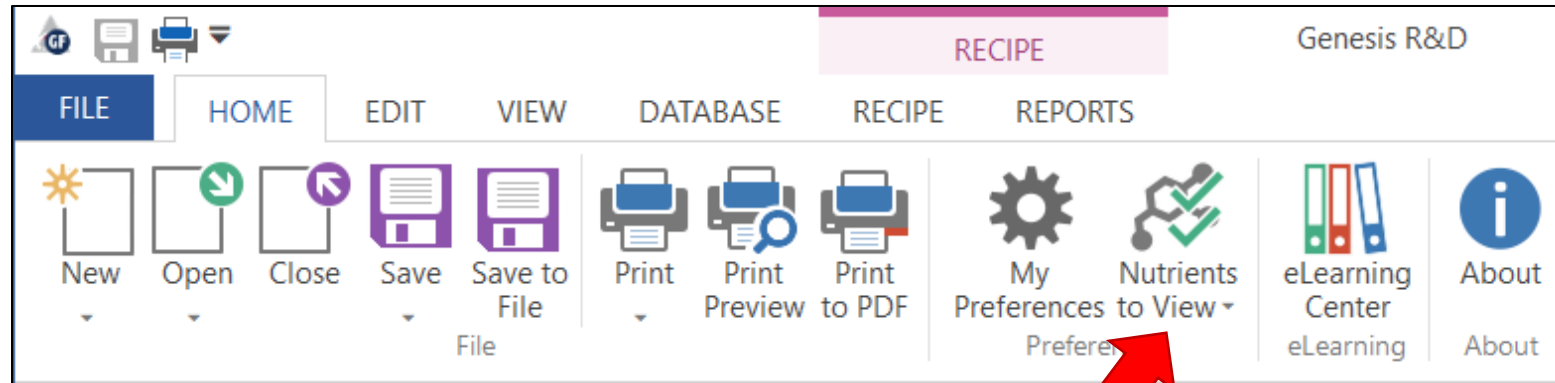 GF
RECIPE
Genesis R&D
FILE HOME EDIT VIEW DATABASE RECIPE REPORTS
New Open Close Save Save to Print Print Print My Nutrients eLearning About
File Preview to PDF Preferences to View Center
File eLearning About